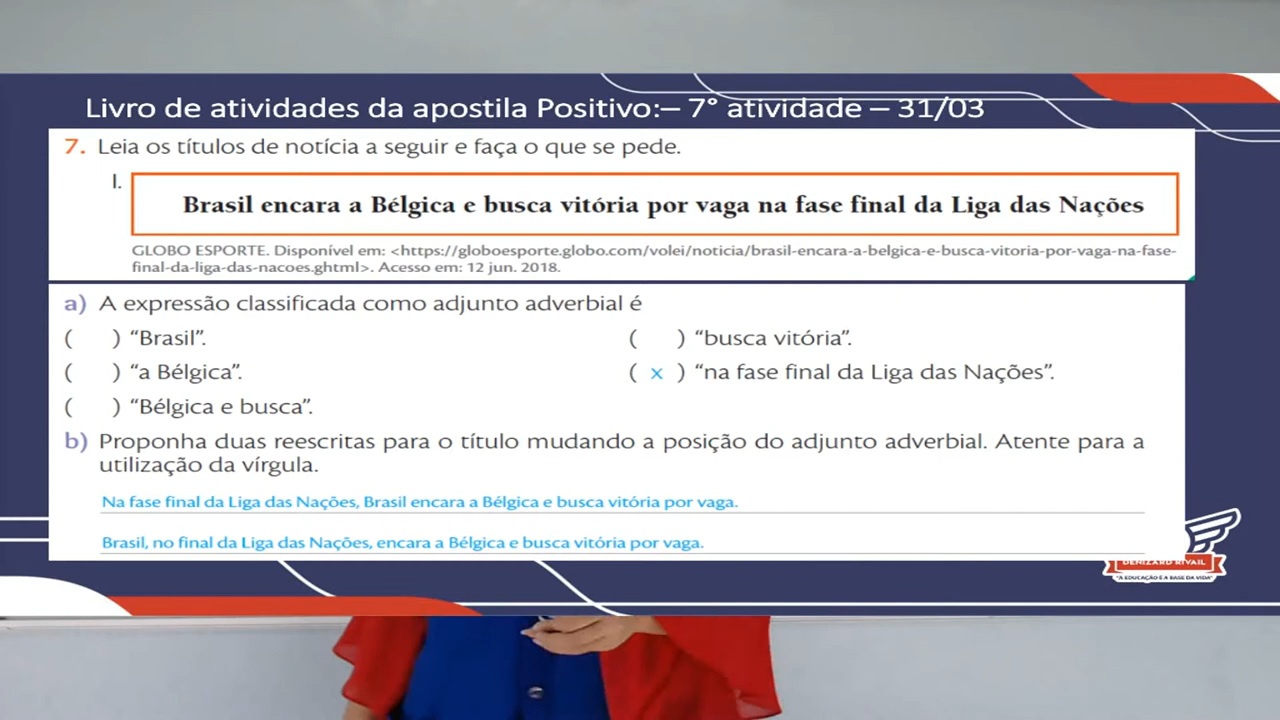 Livro de atividades da apostila Positivo:– 7° atividade – 31/03
7. Leia os títulos de notícia a seguir e faça o que se pede.
I.
Brasil encara a Bélgica e busca vitória por vaga na fase final da Liga das Nações
GLOBO ESPORTE. Disponível em: <https://globoesporte.globo.com/volei/noticia/brasil-encara-a-belgica-e-busca-vitoria-por-vaga-na-fase-
final-da-liga-das-nacoes.ghtml>. Acesso em: 12 jun. 2018.
a) A expressão classificada como adjunto adverbial é
( ) “Brasil”. ( ) “busca vitória”.
( ) “a Bélgica”. ( x ) “na fase final da Liga das Nações”.
( ) “Bélgica e busca”.
b) Proponha duas reescritas para o título mudando a posição do adjunto adverbial. Atente para a
utilização da vírgula.
Na fase final da Liga das Nações, Brasil encara a Bélgica e busca vitória por vaga.
Brasil, no final da Liga das Nações, encara a Bélgica e busca vitória por vaga.
DENIZARD RIVAIL
"A EDUCAÇÃO É A BASE DA VIDA"